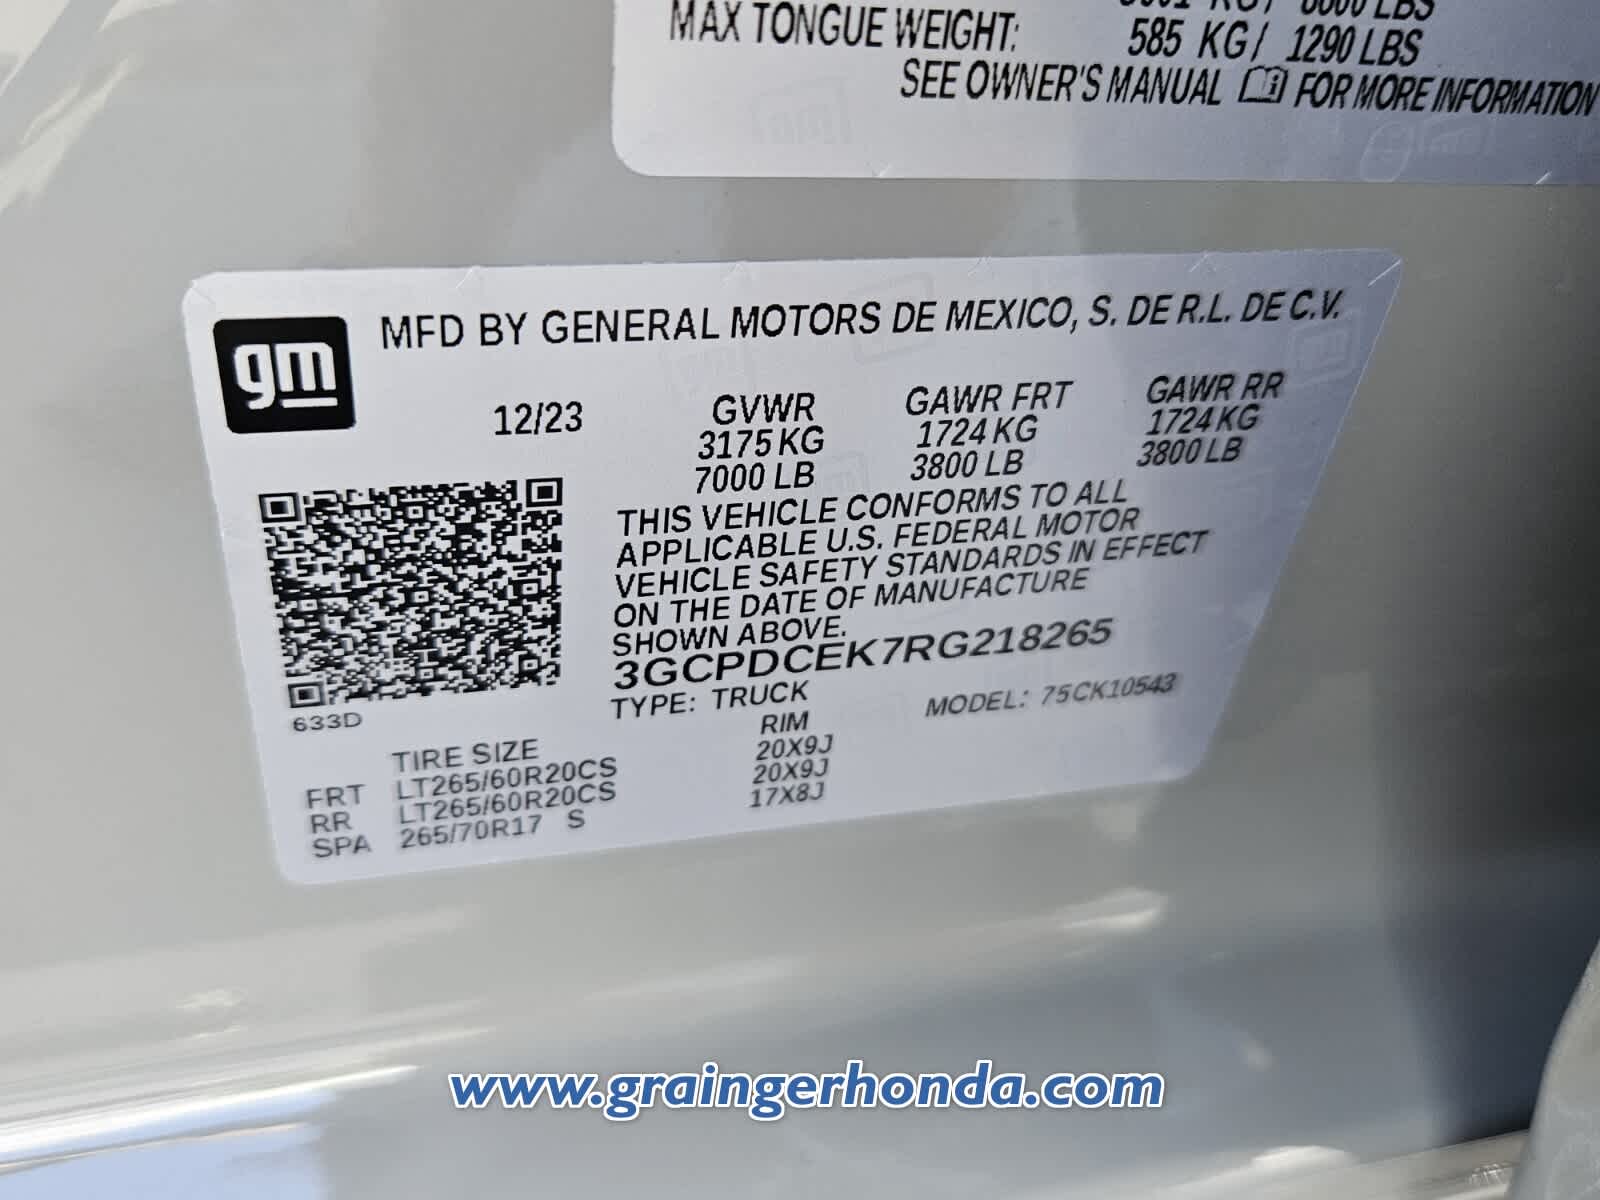 LBS
MAX TONGUE WEIGHT: 585 KG/ 1290 LBS
SEE OWNER'S MANUAL FOR MORE INFORMATION
gm
MFD BY GENERAL MOTORS DE MEXICO, S. DE R.L. DE C.V.
12/23 GVWR GAWR FRT GAWR RR
3175 KG 1724 KG 1724 KG
7000 LB 3800 LB 3800 LB
THIS VEHICLE CONFORMS TO ALL
APPLICABLE U.S. FEDERAL MOTOR
VEHICLE SAFETY STANDARDS IN EFFECT
ON THE DATE OF MANUFACTURE
SHOWN ABOVE.
3GCPDCEK7RG218265
TYPE: TRUCK MODEL: 75CK10543
633D
TIRE SIZE RIM
FRT LT265/60R20CS 20X9J
RR LT265/60R20CS 20X9J
SPA 265/70R17 S 17X8J
www.graingerhonda.com